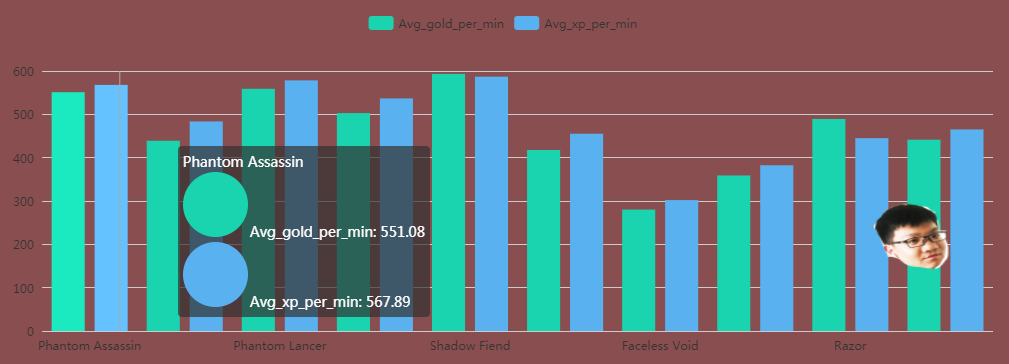 Avg_gold_per_min Avg_xp_per_min
600
500
400
300
200
100
0
Phantom Assassin
Avg_gold_per_min: 551.08
Avg_xp_per_min: 567.89
Phantom Assassin Phantom Lancer Shadow Fiend Faceless Void Razor